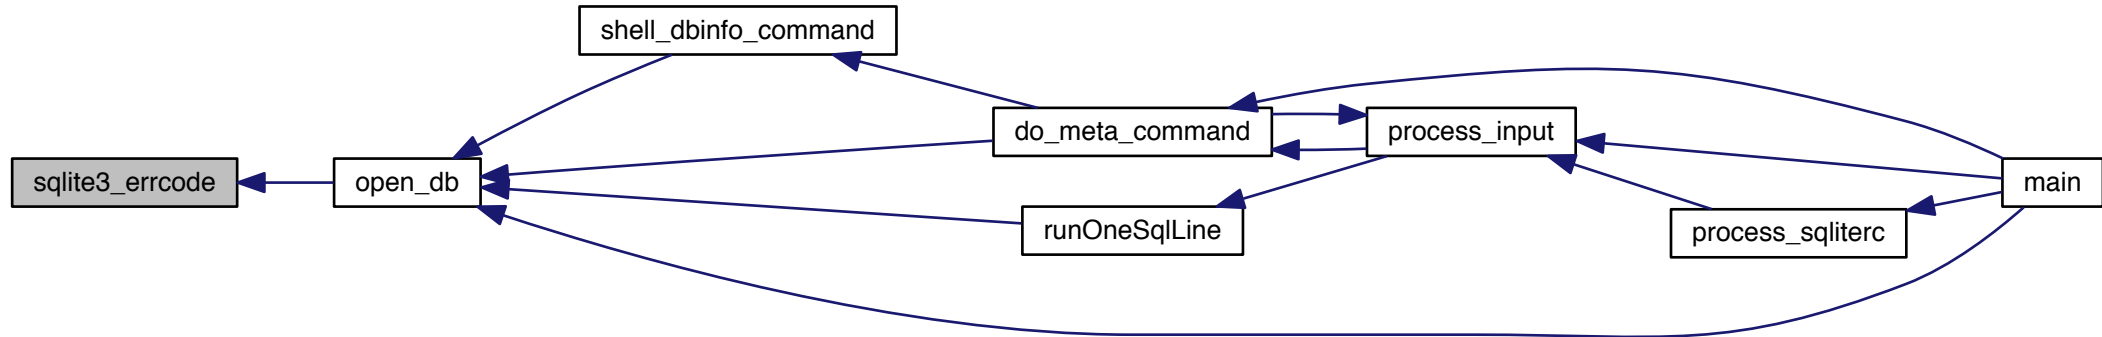 shell_dbinfo_command
do_meta_command
process_input
sqlite3_errcode
open_db
main
runOneSqlLine
process_sqliterc